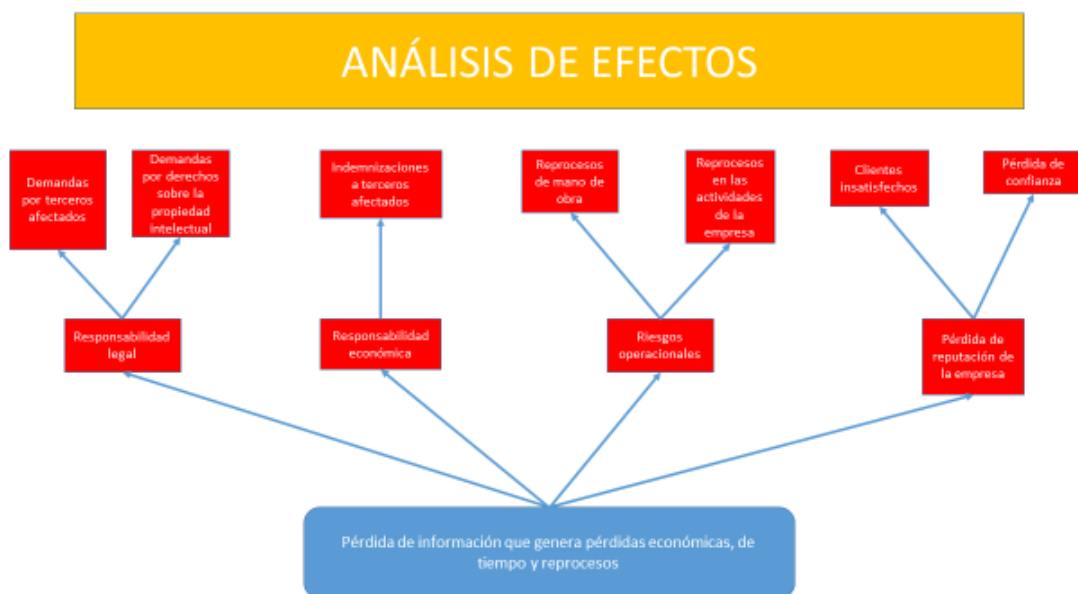 ANÁLISIS DE EFECTOS
Demandas
por terceros
afectados
Demandas
por derechos
sobre la
propiedad
intelectual
Indemnizaciones
a terceros
afectados
Reprocesos
de mano de
obra
Reprocesos
en las
actividades
de la
empresa
Clientes
insatisfechos
Pérdida de
confianza
Responsabilidad
legal
Responsabilidad
económica
Riesgos
operacionales
Pérdida de
reputación de
la empresa
Pérdida de información que genera pérdidas económicas, de
tiempo y reprocesos